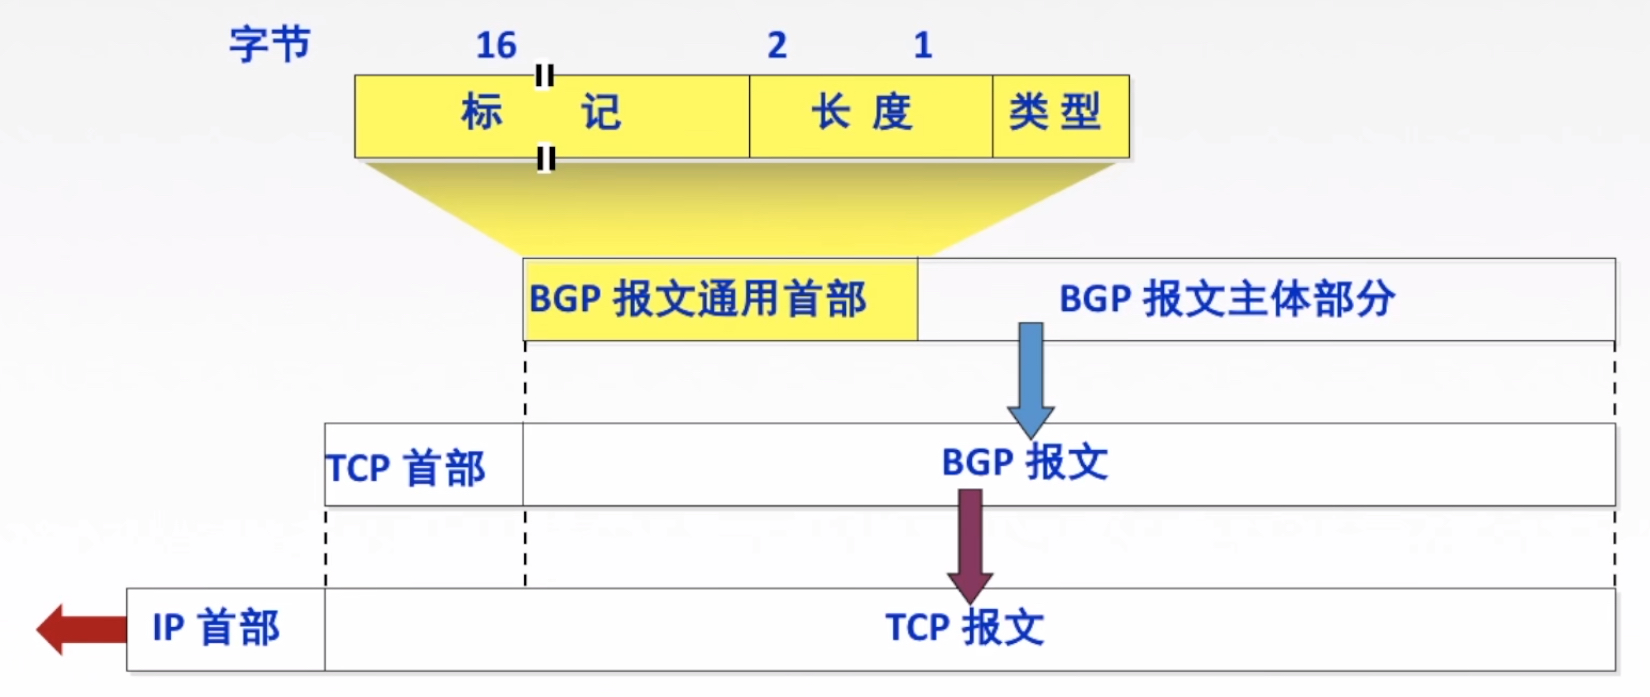 字节 16 2 1
标 记 长 度 类 型
BGP 报文通用首部 BGP 报文主体部分
TCP 首部 BGP 报文
IP 首部 TCP 报文